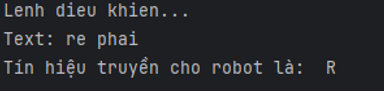 Lenh dieu khien...
Text: re phai
Tín hiệu truyền cho robot là:  R